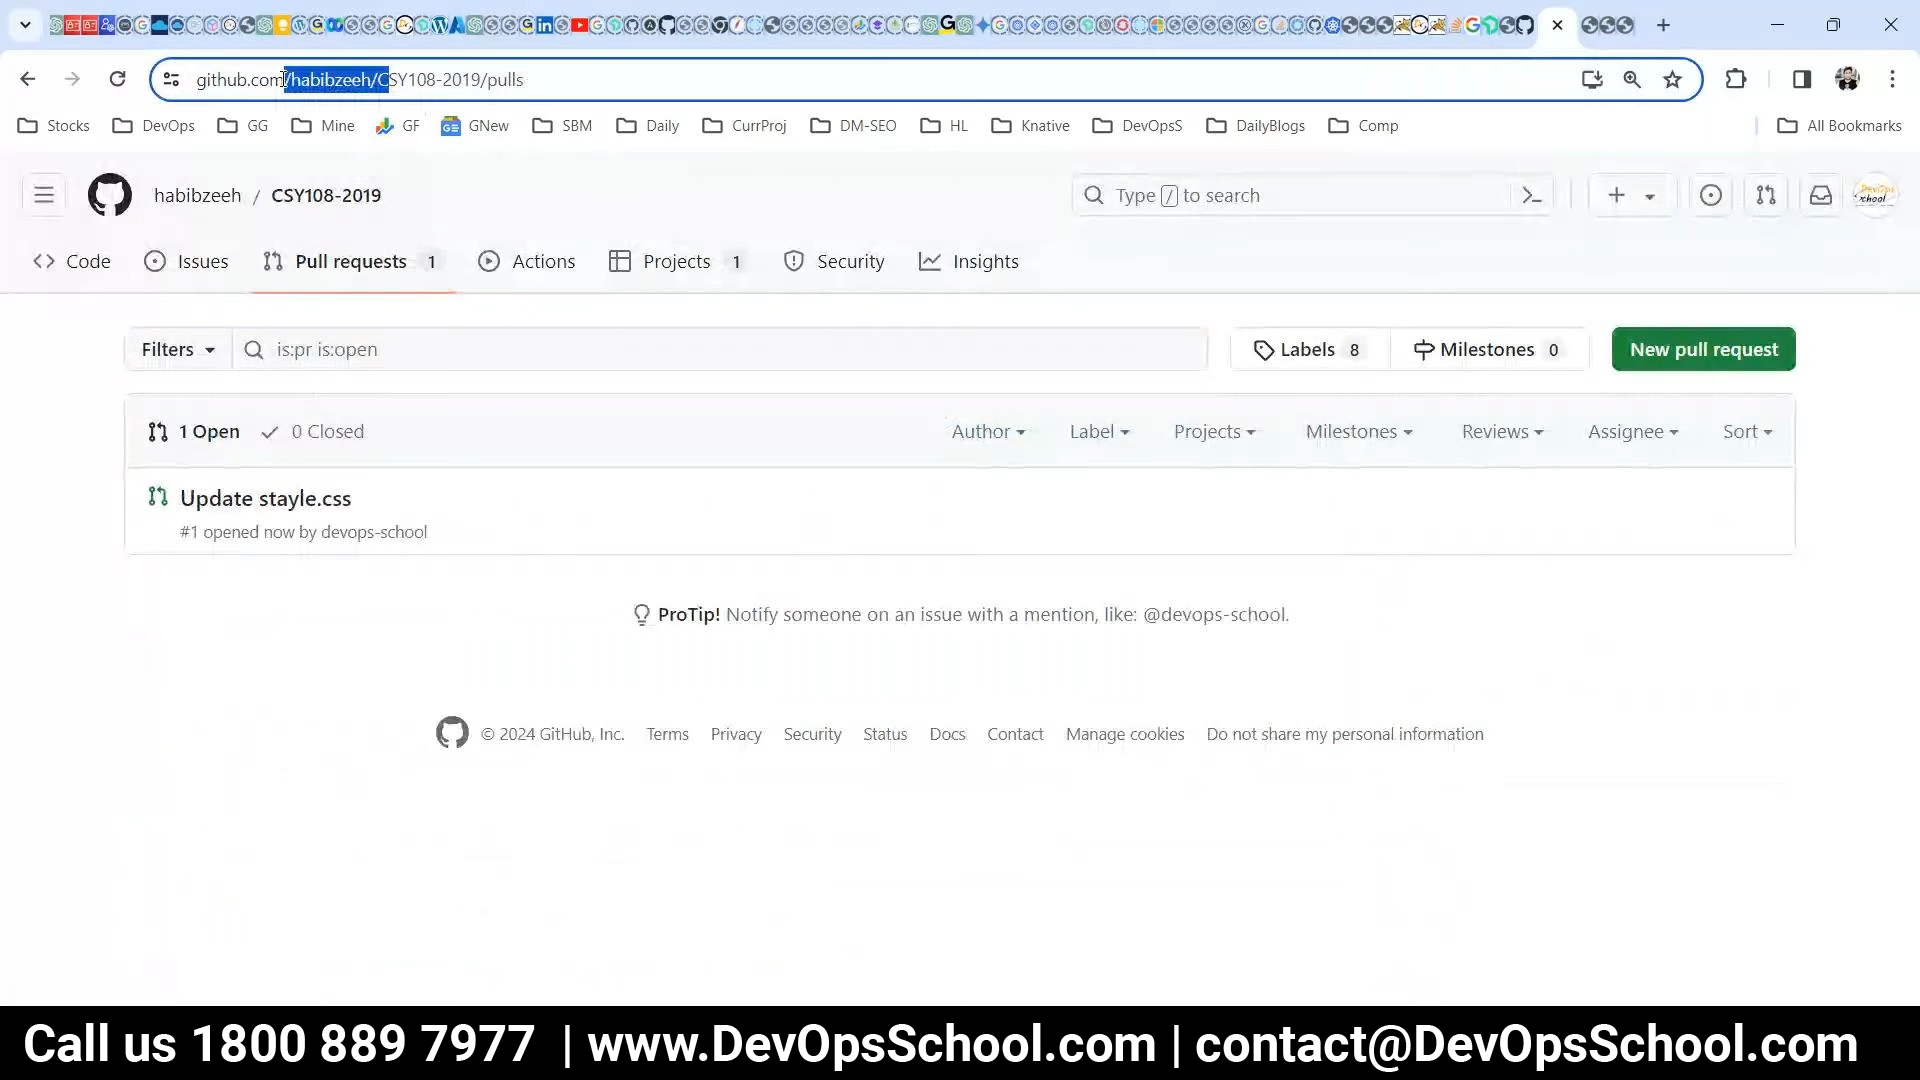 github.com/habibzeeh/CSY108-2019/pulls
Stocks DevOps GG Mine GF GNew SBM Daily CurrProj DM-SEO HL Knative DevOpsS DailyBlogs Comp All Bookmarks
habibzeeh / CSY108-2019 Type / to search
Code Issues Pull requests 1 Actions Projects 1 Security Insights
Filters is:pr is:open Labels 8 Milestones 0 New pull request
1 Open 0 Closed Author Label Projects Milestones Reviews Assignee Sort
Update stayle.css
#1 opened now by devops-school
ProTip! Notify someone on an issue with a mention, like: @devops-school.
© 2024 GitHub, Inc. Terms Privacy Security Status Docs Contact Manage cookies Do not share my personal information
Call us 1800 889 7977 | www.DevOpsSchool.com | contact@DevOpsSchool.com